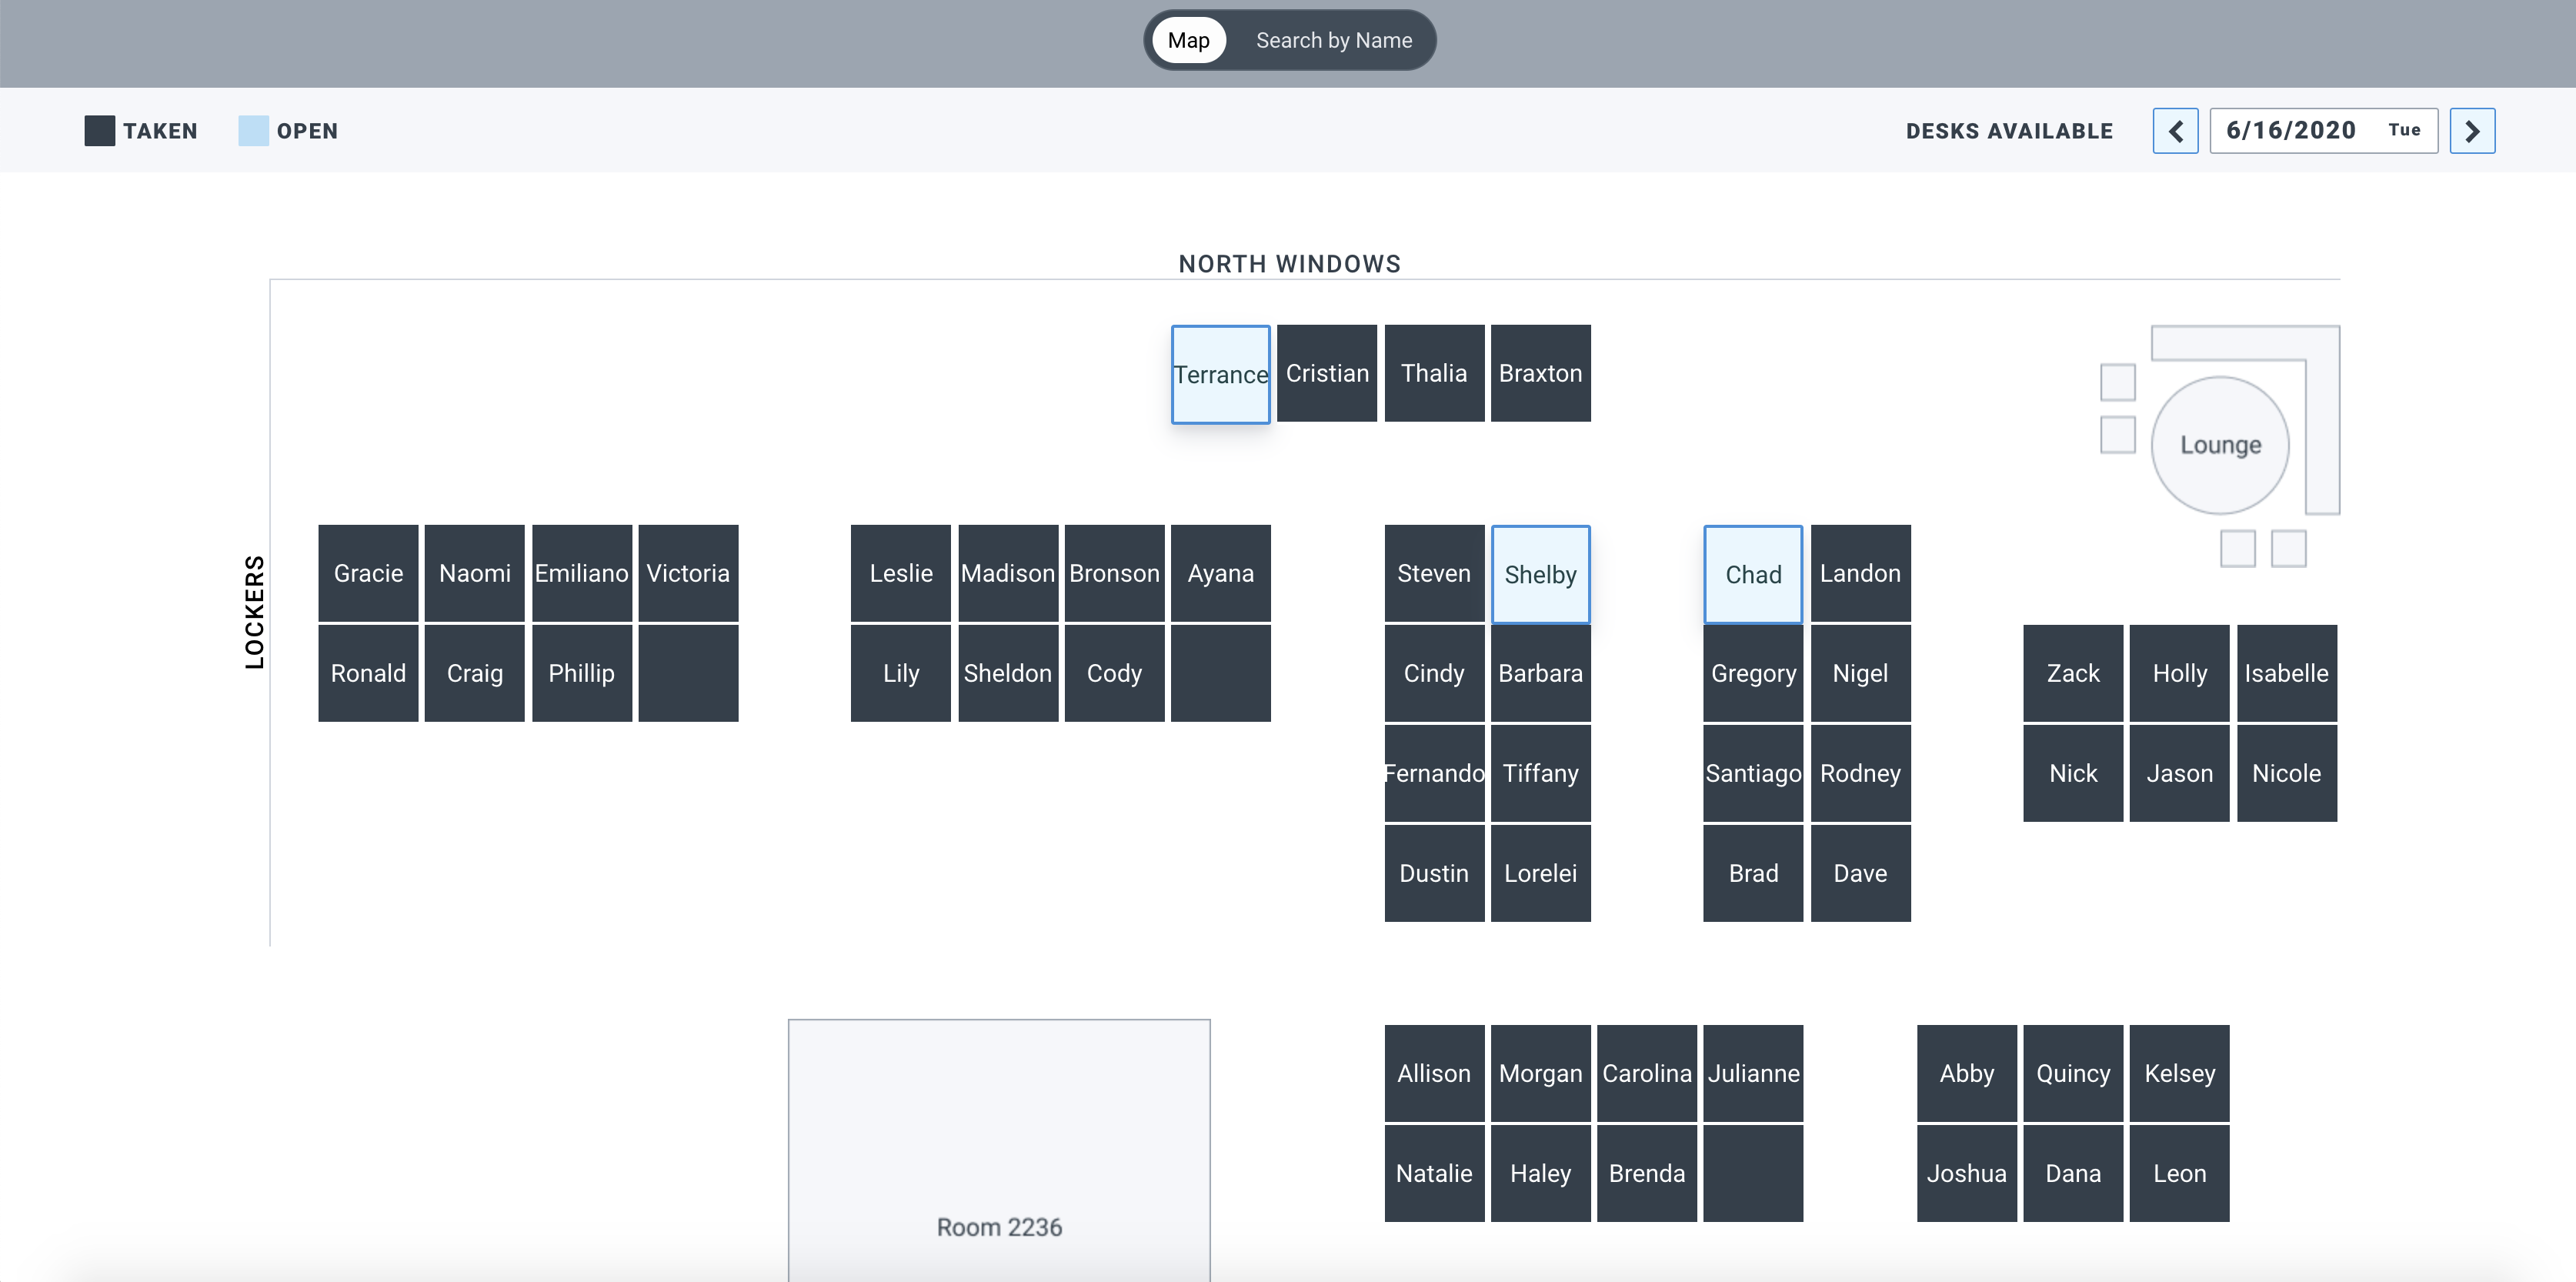 Map Search by Name
TAKEN OPEN DESKS AVAILABLE 6/16/2020 Tue
NORTH WINDOWS
Terrance Cristian Thalia Braxton
Lounge
LOCKERS
Gracie Naomi Emiliano Victoria Leslie Madison Bronson Ayana Steven Shelby Chad Landon
Ronald Craig Phillip Lily Sheldon Cody Cindy Barbara Gregory Nigel Zack Holly Isabelle
Fernando Tiffany Santiago Rodney Nick Jason Nicole
Dustin Lorelei Brad Dave
Allison Morgan Carolina Julianne Abby Quincy Kelsey
Natalie Haley Brenda Joshua Dana Leon
Room 2236